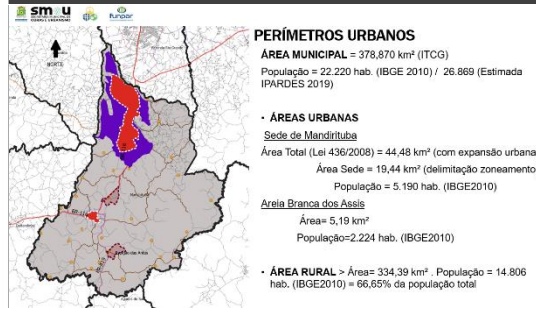 smou
funpar
PERÍMETROS URBANOS
ÁREA MUNICIPAL = 378,870 km² (ITCG)
População = 22.220 hab. (IBGE 2010) / 26.869 (Estimada
IPARDES 2019)
• ÁREAS URBANAS
Sede de Mandirituba
Área Total (Lei 436/2008) = 44,48 km² (com expansão urbana
Área Sede = 19,44 km² (delimitação zoneamento
População = 5.190 hab. (IBGE2010)
Areia Branca dos Assis
Área= 5,19 km²
População=2.224 hab. (IBGE2010)
• ÁREA RURAL > Área= 334,39 km² . População = 14.806
hab. (IBGE2010) = 66,65% da população total
NORTE